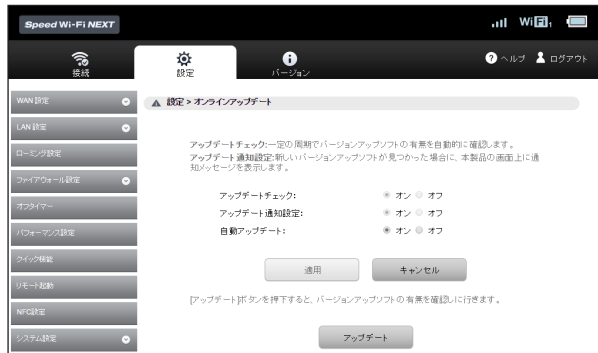 Speed Wi-Fi NEXT
WiFi 1
接続
設定
バージョン
? ヘルプ
ログアウト
WAN 設定
LAN 設定
ローミング設定
ファイアウォール設定
オフタイマー
パフォーマンス設定
クイック機能
リモート起動
NFC設定
システム設定
設定 > オンラインアップデート
アップデートチェック:一定の周期でバージョンアップソフトの有無を自動的に確認します。
アップデート通知設定:新しいバージョンアップソフトが見つかった場合に、本製品の画面上に通
知メッセージを表示します。
アップデートチェック: オン オフ
アップデート通知設定: オン オフ
自動アップデート: オン オフ
適用
キャンセル
[アップデート]ボタンを押下すると、バージョンアップソフトの有無を確認しに行きます。
アップデート